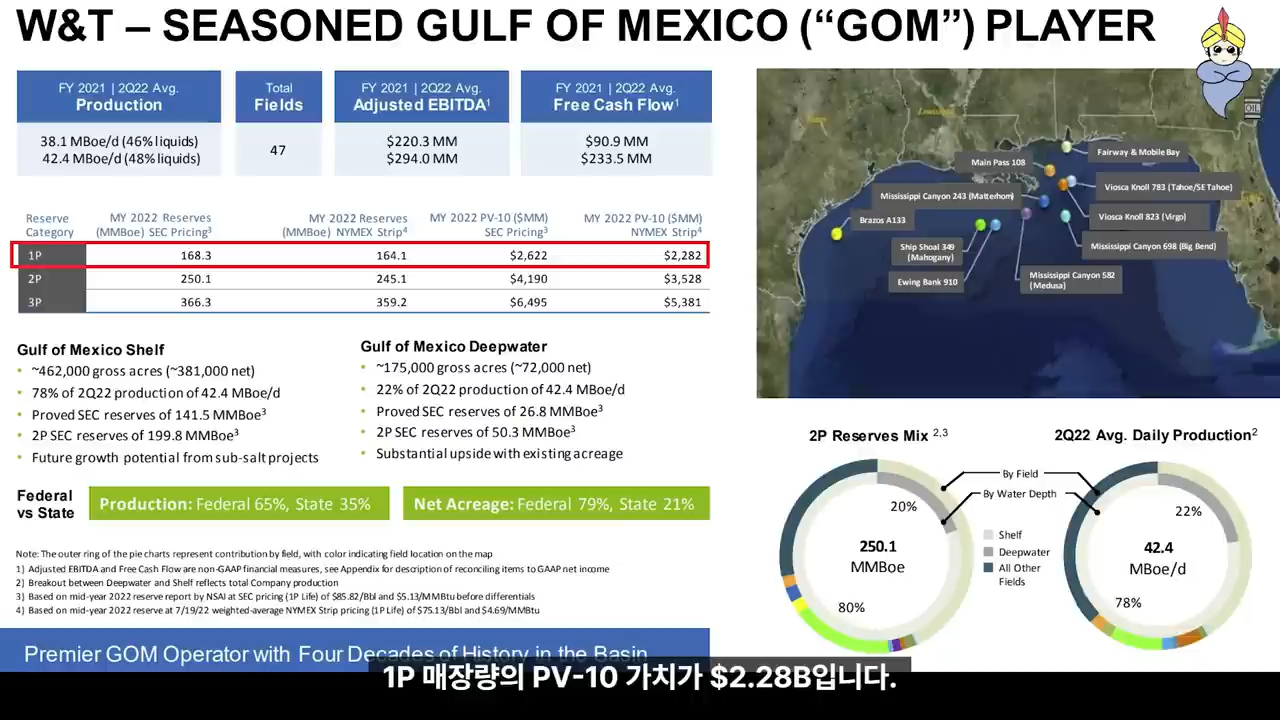 W&T – SEASONED GULF OF MEXICO (“GOM”) PLAYER
FY 2021 | 2Q22 Avg.
Production
38.1 MBoe/d (46% liquids)
42.4 MBoe/d (48% liquids)
Total
Fields
47
FY 2021 | 2Q22 Avg.
Adjusted EBITDA¹
$220.3 MM
$294.0 MM
FY 2021 | 2Q22 Avg.
Free Cash Flow¹
$90.9 MM
$233.5 MM
Reserve Category MY 2022 Reserves (MMBoe) SEC Pricing³ MY 2022 Reserves (MMBoe) NYMEX Strip⁴ MY 2022 PV-10 ($MM) SEC Pricing³ MY 2022 PV-10 ($MM) NYMEX Strip⁴
1P 168.3 164.1 $2,622 $2,282
2P 250.1 245.1 $4,190 $3,528
3P 366.3 359.2 $6,495 $5,381
Gulf of Mexico Shelf
• ~462,000 gross acres (~381,000 net)
• 78% of 2Q22 production of 42.4 MBoe/d
• Proved SEC reserves of 141.5 MMBoe³
• 2P SEC reserves of 199.8 MMBoe³
• Future growth potential from sub-salt projects
Gulf of Mexico Deepwater
• ~175,000 gross acres (~72,000 net)
• 22% of 2Q22 production of 42.4 MBoe/d
• Proved SEC reserves of 26.8 MMBoe³
• 2P SEC reserves of 50.3 MMBoe³
• Substantial upside with existing acreage
Federal
vs State
Production: Federal 65%, State 35%
Net Acreage: Federal 79%, State 21%
Note: The outer ring of the pie charts represent contribution by field, with color indicating field location on the map
1) Adjusted EBITDA and Free Cash Flow are non-GAAP financial measures, see Appendix for description of reconciling items to GAAP net income
2) Breakout between Deepwater and Shelf reflects total Company production
3) Based on mid-year 2022 reserve report by NSAI at SEC pricing (1P Life) of $85.82/Bbl and $5.13/MMBtu before differentials
4) Based on mid-year 2022 reserve at 7/19/22 weighted-average NYMEX Strip pricing (1P Life) of $75.13/Bbl and $4.69/MMBtu
Premier GOM Operator with Four Decades of History in the Basin
OIL
Louisiana
Fairway & Mobile Bay
Main Pass 108
Viosca Knoll 783 (Tahoe/SE Tahoe)
Mississippi Canyon 243 (Matterhorn)
Brazos A133
Viosca Knoll 823 (Virgo)
Ship Shoal 349
(Mahogany)
Mississippi Canyon 698 (Big Bend)
Ewing Bank 910
Mississippi Canyon 582
(Medusa)
2P Reserves Mix ²,³
20%
250.1
MMBoe
80%
By Field
By Water Depth
Shelf
Deepwater
All Other
Fields
2Q22 Avg. Daily Production²
22%
42.4
MBoe/d
78%
1P 매장량의 PV-10 가치가 $2.28B입니다.